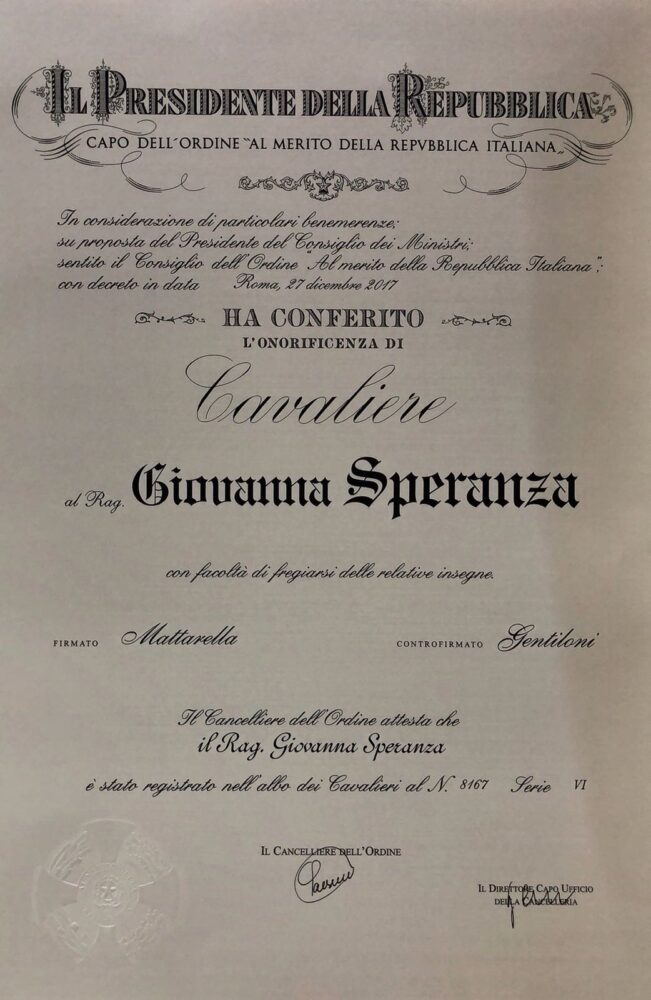 IL PRESIDENTE DELLA REPUBBLICA
CAPO DELL'ORDINE "AL MERITO DELLA REPVBBLICA ITALIANA„
In considerazione di particolari benemerenze;
su proposta del Presidente del Consiglio dei Ministri;
sentito il Consiglio dell'Ordine "Al merito della Repubblica Italiana";
con decreto in data Roma, 27 dicembre 2017
HA CONFERITO
L'ONORIFICENZA DI
Cavaliere
al Rag. Giovanna Speranza
con facoltà di fregiarsi delle relative insegne.
FIRMATO Mattarella CONTROFIRMATO Gentiloni
Il Cancelliere dell'Ordine attesta che
il Rag. Giovanna Speranza
è stato registrato nell'albo dei Cavalieri al N. 8167 Serie VI
IL CANCELLIERE DELL'ORDINE
IL DIRETTORE CAPO UFFICIO
DELLA CANCELLERIA